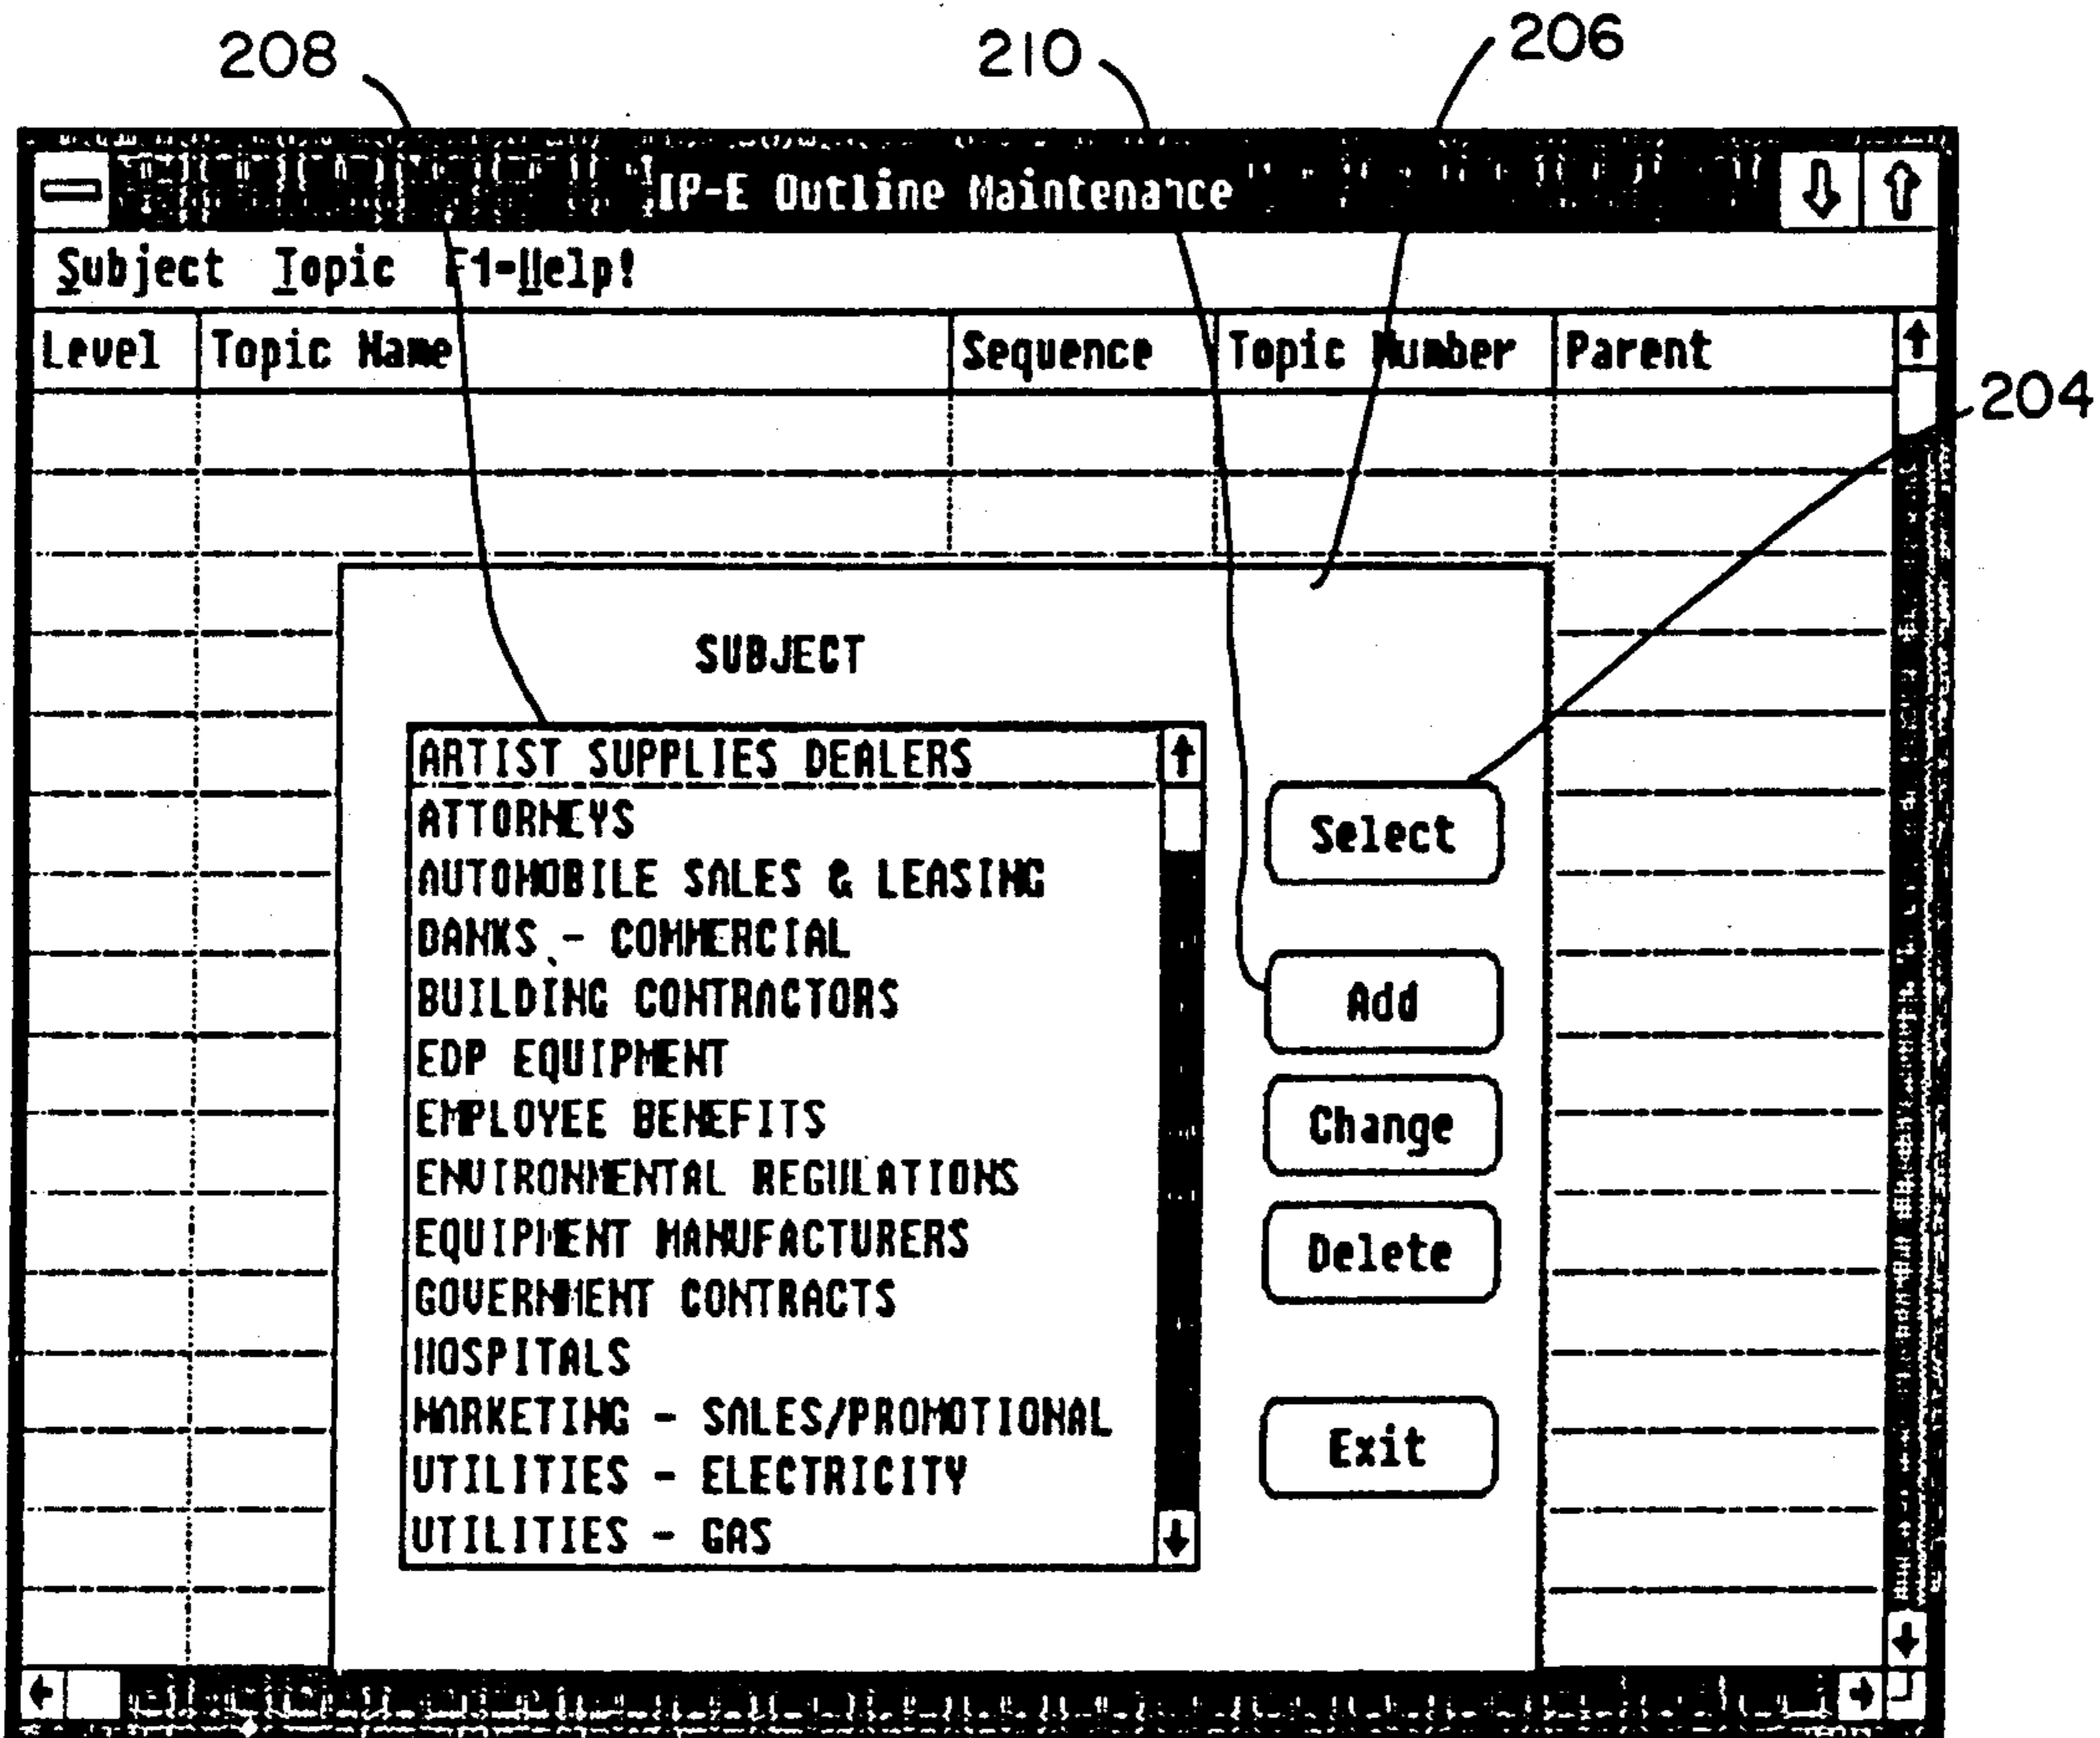 208 210 206
IP-E Outline Maintenance
Subject Topic F1=Help!
Level Topic Name Sequence Topic Number Parent
204
SUBJECT
ARTIST SUPPLIES DEALERS
ATTORNEYS
AUTOMOBILE SALES & LEASING
BANKS - COMMERCIAL
BUILDING CONTRACTORS
EDP EQUIPMENT
EMPLOYEE BENEFITS
ENVIRONMENTAL REGULATIONS
EQUIPMENT MANUFACTURERS
GOVERNMENT CONTRACTS
HOSPITALS
MARKETING - SALES/PROMOTIONAL
UTILITIES - ELECTRICITY
UTILITIES - GAS
Select
Add
Change
Delete
Exit